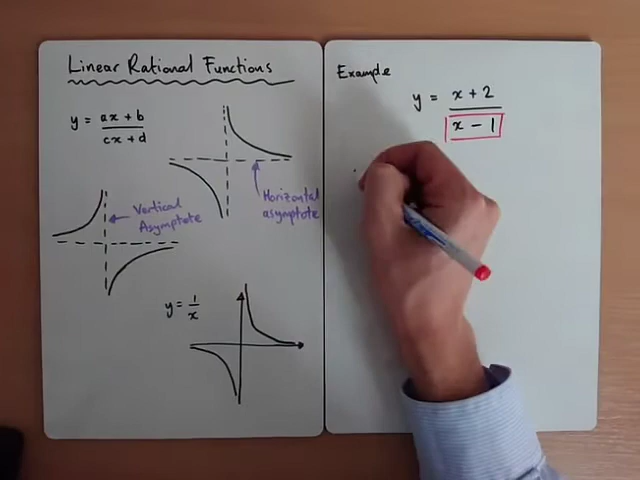 Linear Rational Functions
y = ax + b / cx + d
Horizontal
asymptote
Vertical
Asymptote
y = 1/x
Example
y = x + 2 / x - 1